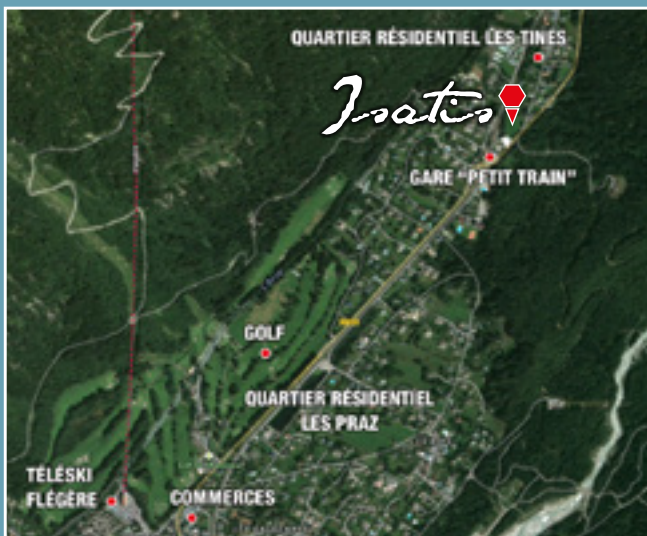 QUARTIER RÉSIDENTIEL LES TINES
Isatis
GARE "PETIT TRAIN"
GOLF
QUARTIER RÉSIDENTIEL
LES PRAZ
TÉLÉSKI
FLÉGÈRE
COMMERCES